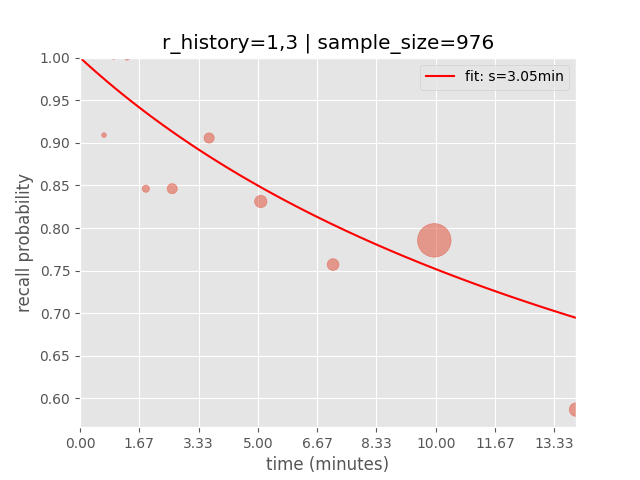 r_history=1,3 | sample_size=976
fit: s=3.05min
1.00
0.95
0.90
0.85
0.80
0.75
0.70
0.65
0.60
recall probability
0.00 1.67 3.33 5.00 6.67 8.33 10.00 11.67 13.33
time (minutes)